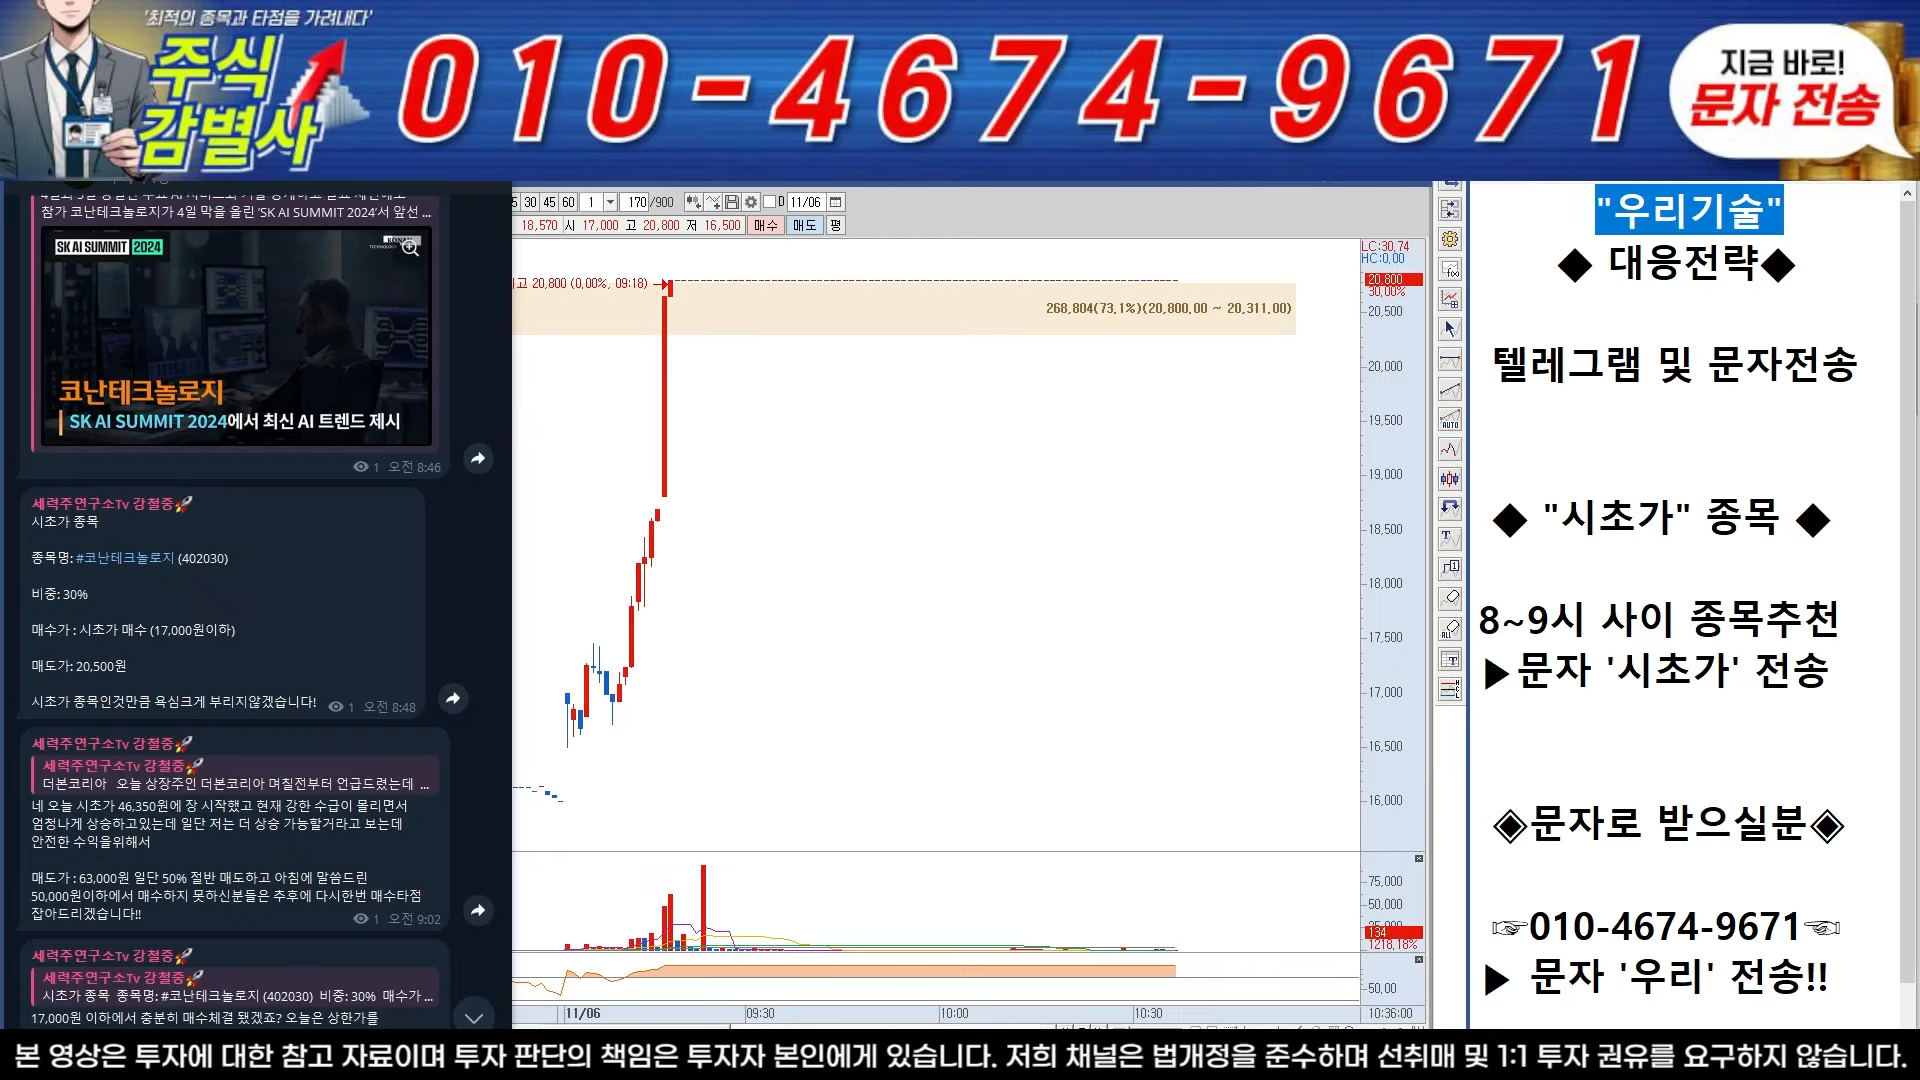 '최적의 종목과 타점을 가려내다'
주식
감별사
010-4674-9671
지금 바로!
문자 전송
참가 코난테크놀로지가 4일 막을 올린 'SK AI SUMMIT 2024'서 앞선 ...
SK AI SUMMIT 2024
코난테크놀로지
SK AI SUMMIT 2024에서 최신 AI 트렌드 제시
1 오전 8:46
세력주연구소Tv 강철중🚀
시초가 종목
종목명: #코난테크놀로지 (402030)
비중: 30%
매수가 : 시초가 매수 (17,000원이하)
매도가: 20,500원
시초가 종목인것만큼 욕심크게 부리지않겠습니다!
1 오전 8:48
세력주연구소Tv 강철중🚀
세력주연구소Tv 강철중🚀
더본코리아 오늘 상장주인 더본코리아 며칠전부터 언급드렸는데 ...
네 오늘 시초가 46,350원에 장 시작했고 현재 강한 수급이 몰리면서
엄청나게 상승하고있는데 일단 저는 더 상승 가능할거라고 보는데
안전한 수익을위해서
매도가 : 63,000원 일단 50% 절반 매도하고 아침에 말씀드린
50,000원이하에서 매수하지 못하신분들은 추후에 다시한번 매수타점
잡아드리겠습니다!!
1 오전 9:02
세력주연구소Tv 강철중🚀
세력주연구소Tv 강철중🚀
시초가 종목 종목명: #코난테크놀로지 (402030) 비중: 30% 매수가 ...
17,000원 이하에서 충분히 매수체결 됐겠죠? 오늘은 상한가를
5 30 45 60 1 170 /900 D 11/06
18,570 시 17,000 고 20,800 저 16,500 매수 매도 평
고 20,800 (0,00%, 09:18)
268,804(73,1%)(20,800,00 ~ 20,311,00)
LC:30,74
HC:0,00
20,800
30,00%
20,500
20,000
19,500
19,000
18,500
18,000
17,500
17,000
16,500
16,000
75,000
50,000
134
1218,18%
50,00
11/06 09:30 10:00 10:30 10:36:00
AUTO
ALL
"우리기술"
◆ 대응전략◆
텔레그램 및 문자전송
◆ "시초가" 종목 ◆
8~9시 사이 종목추천
▶문자 '시초가' 전송
◈문자로 받으실분◈
☞010-4674-9671☜
▶ 문자 '우리' 전송!!
본 영상은 투자에 대한 참고 자료이며 투자 판단의 책임은 투자자 본인에게 있습니다. 저희 채널은 법개정을 준수하며 선취매 및 1:1 투자 권유를 요구하지 않습니다.